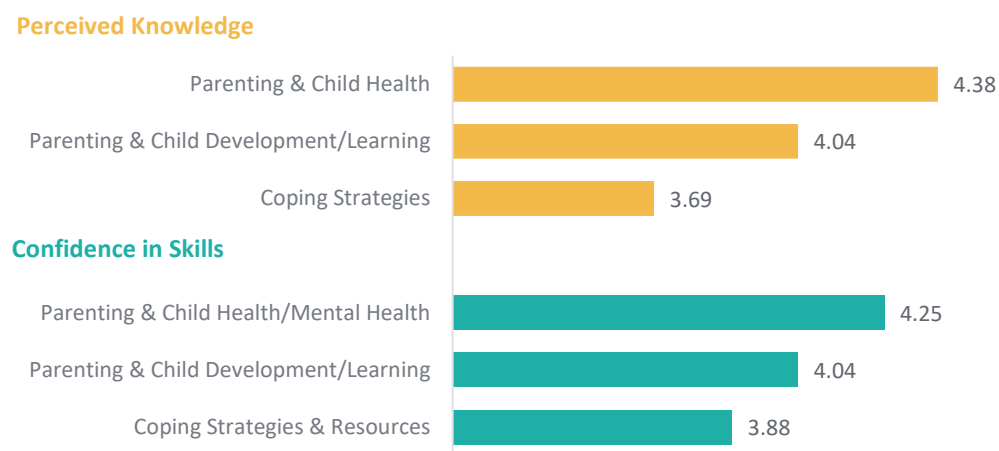 Perceived Knowledge
Parenting & Child Health 4.38
Parenting & Child Development/Learning 4.04
Coping Strategies 3.69
Confidence in Skills
Parenting & Child Health/Mental Health 4.25
Parenting & Child Development/Learning 4.04
Coping Strategies & Resources 3.88